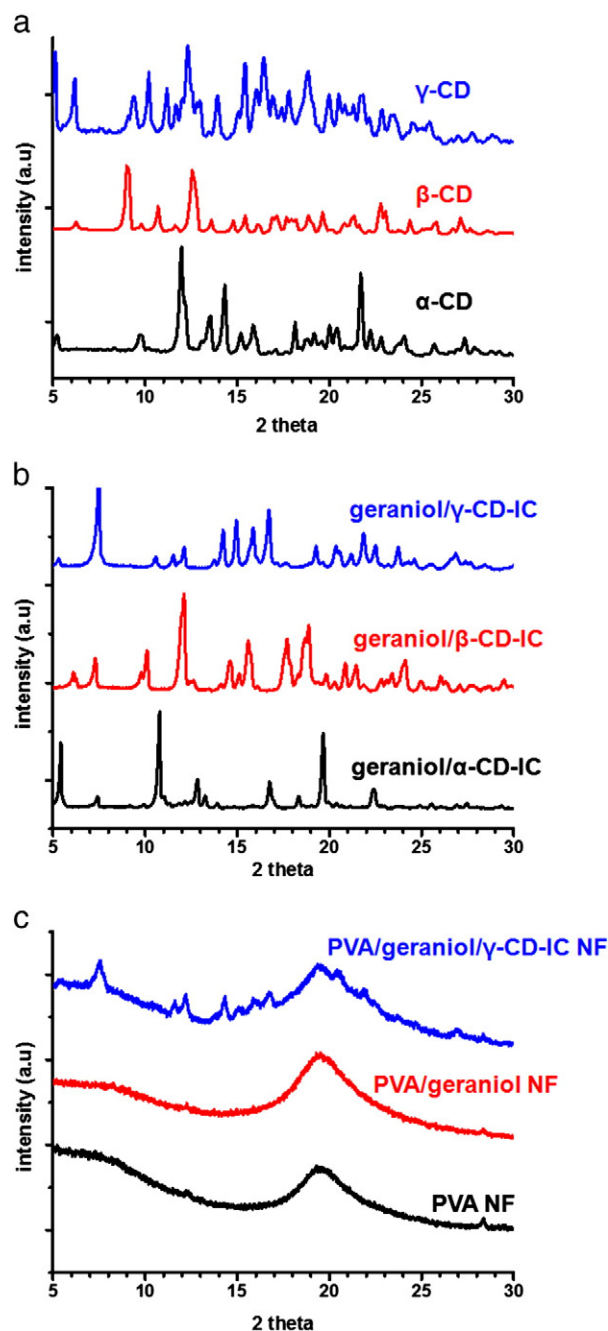 a
γ-CD
β-CD
α-CD
intensity (a.u)
5 10 15 20 25 30
2 theta
b
geraniol/γ-CD-IC
geraniol/β-CD-IC
geraniol/α-CD-IC
intensity (a.u)
5 10 15 20 25 30
2 theta
c
PVA/geraniol/γ-CD-IC NF
PVA/geraniol NF
PVA NF
intensity (a.u)
5 10 15 20 25 30
2 theta